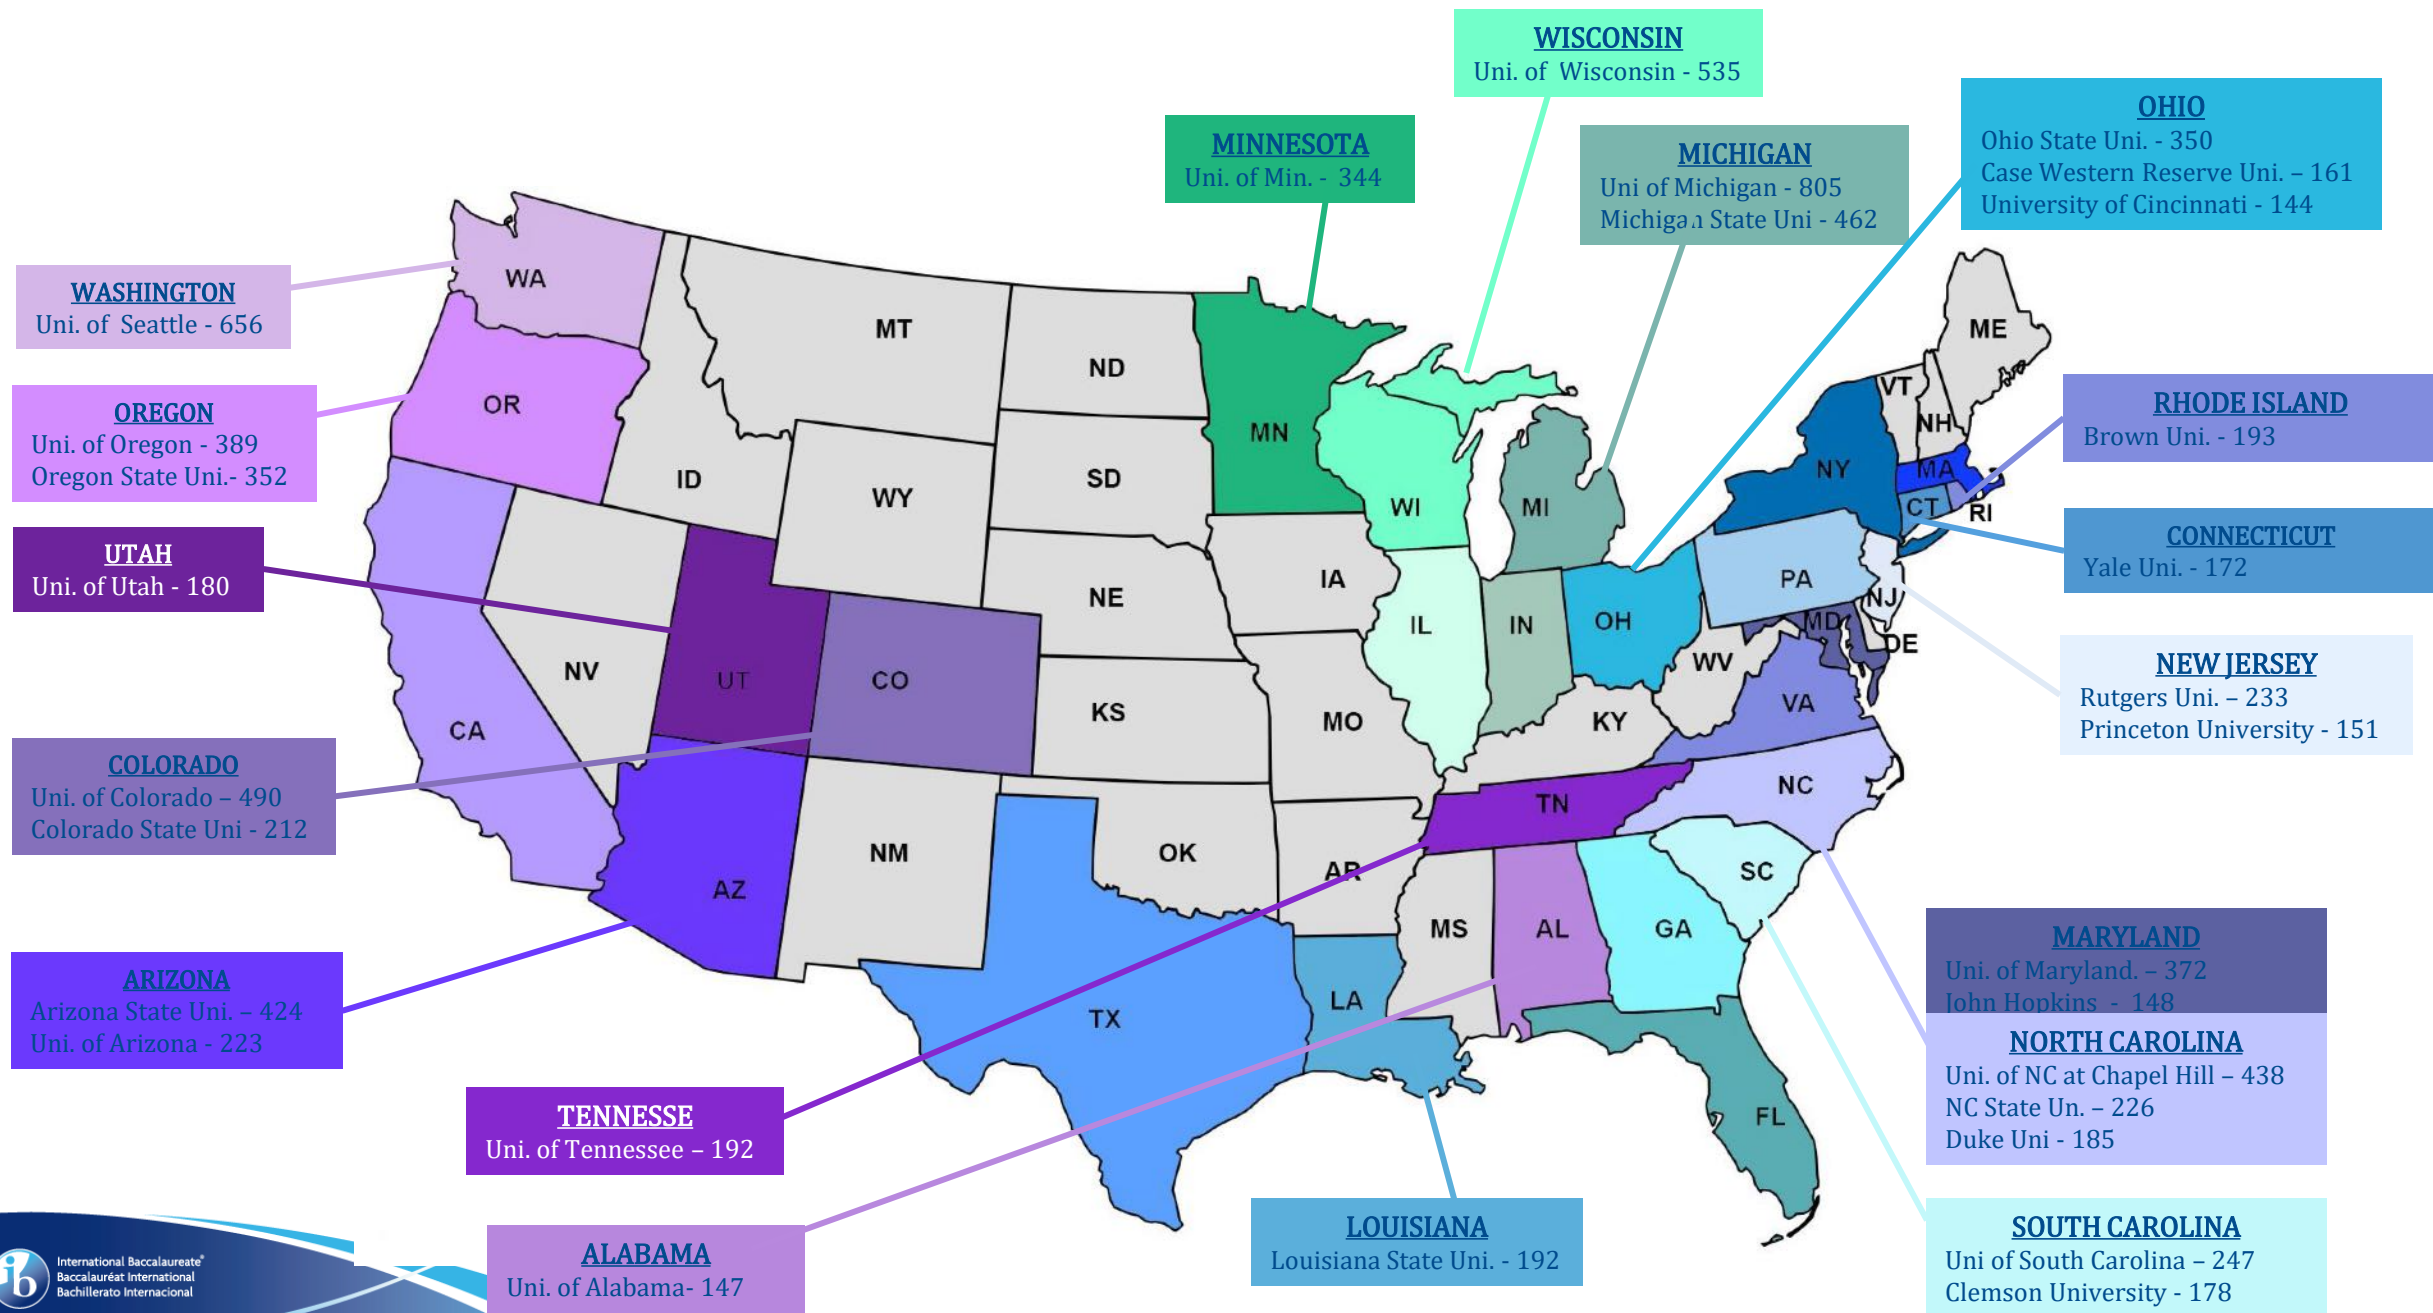 WISCONSIN
Uni. of  Wisconsin - 535
OHIO
Ohio State Uni. - 350
Case Western Reserve Uni. – 161
University of Cincinnati - 144
MINNESOTA
Uni. of Min. -  344
MICHIGAN
Uni of Michigan - 805
Michigan State Uni - 462
WASHINGTON
Uni. of  Seattle - 656
OREGON
Uni. of Oregon - 389
Oregon State Uni.- 352
UTAH
Uni. of Utah - 180
COLORADO
Uni. of Colorado – 490
Colorado State Uni - 212
ARIZONA
Arizona State Uni. – 424
Uni. of Arizona - 223
TENNESSE
Uni. of Tennessee – 192
ALABAMA
Uni. of Alabama- 147
LOUISIANA
Louisiana State Uni. - 192
RHODE ISLAND
Brown Uni. - 193
CONNECTICUT
Yale Uni. - 172
NEW JERSEY
Rutgers Uni. – 233
Princeton University - 151
MARYLAND
Uni. of Maryland. – 372
John Hopkins  -  148
NORTH CAROLINA
Uni. of NC at Chapel Hill – 438
NC State Un. – 226
Duke Uni - 185
SOUTH CAROLINA
Uni of South Carolina – 247
Clemson University - 178
WA
OR
CA
ID
NV
MT
WY
UT
CO
AZ
NM
ND
SD
NE
KS
OK
TX
MN
IA
MO
AR
LA
WI
IL
MI
IN
OH
KY
TN
MS
AL
GA
FL
SC
NC
VA
WV
MD
DE
PA
NJ
NY
CT
RI
MA
VT
NH
ME
ib
International Baccalaureate®
Baccalauréat International
Bachillerato Internacional